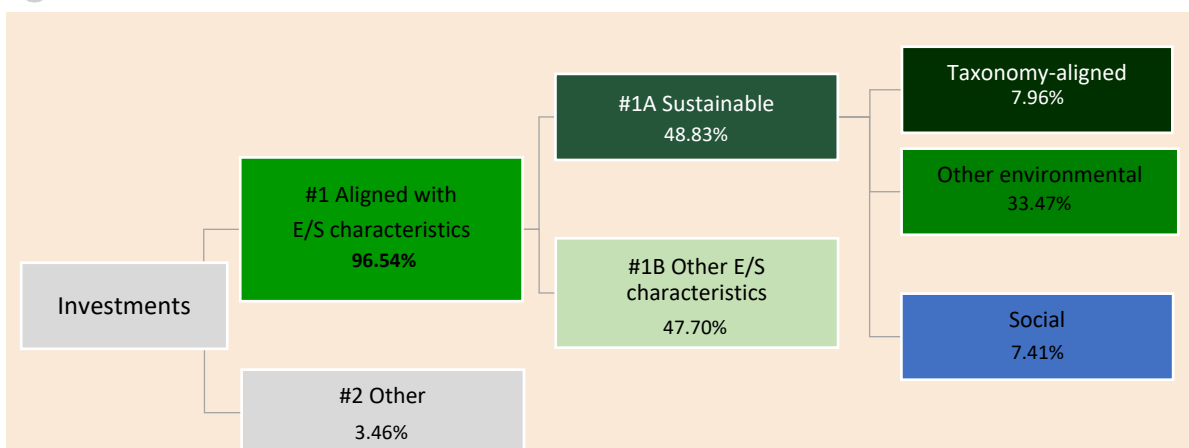 Investments
#1 Aligned with
E/S characteristics
96.54%
#2 Other
3.46%
#1A Sustainable
48.83%
#1B Other E/S
characteristics
47.70%
Taxonomy-aligned
7.96%
Other environmental
33.47%
Social
7.41%